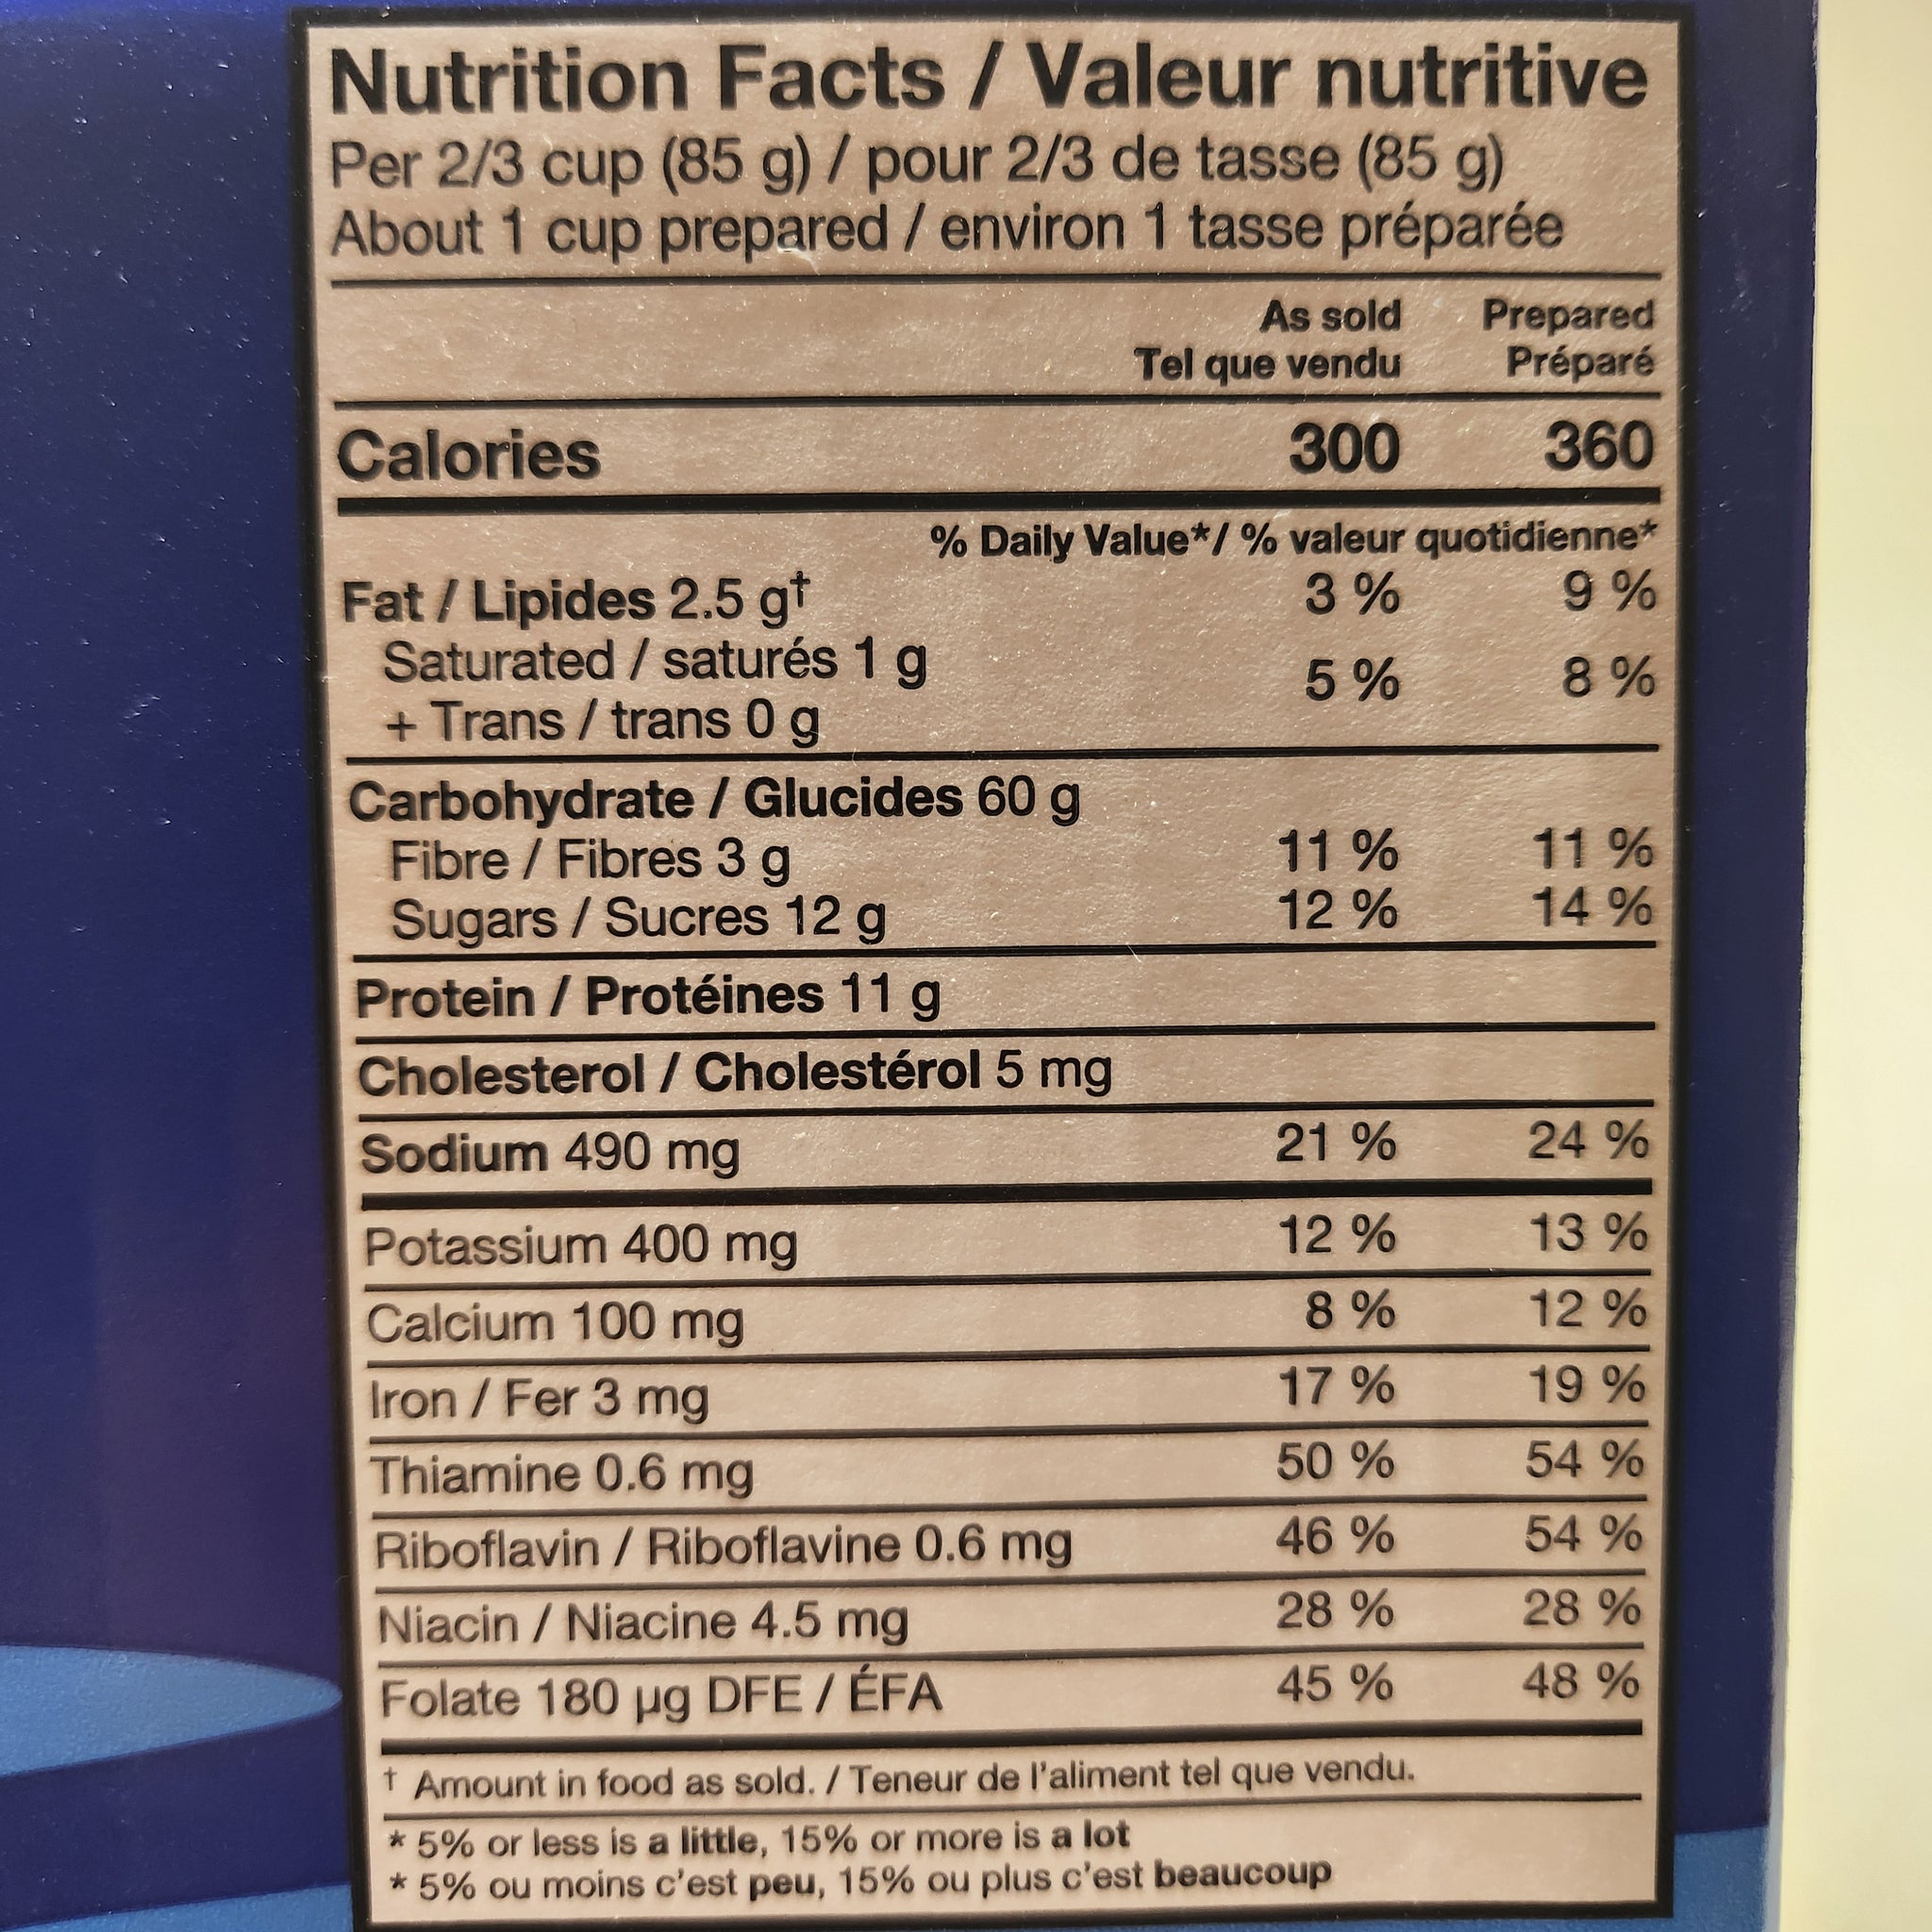 Nutrition Facts / Valeur nutritive
Per 2/3 cup (85 g) / pour 2/3 de tasse (85 g)
About 1 cup prepared / environ 1 tasse préparée
As sold Prepared
Tel que vendu Préparé
Calories 300 360
% Daily Value*/ % valeur quotidienne*
Fat / Lipides 2.5 g† 3 % 9 %
Saturated / saturés 1 g
5 % 8 %
+ Trans / trans 0 g
Carbohydrate / Glucides 60 g
Fibre / Fibres 3 g 11 % 11 %
Sugars / Sucres 12 g 12 % 14 %
Protein / Protéines 11 g
Cholesterol / Cholestérol 5 mg
Sodium 490 mg 21 % 24 %
Potassium 400 mg 12 % 13 %
Calcium 100 mg 8 % 12 %
Iron / Fer 3 mg 17 % 19 %
Thiamine 0.6 mg 50 % 54 %
Riboflavin / Riboflavine 0.6 mg 46 % 54 %
Niacin / Niacine 4.5 mg 28 % 28 %
Folate 180 µg DFE / ÉFA 45 % 48 %
† Amount in food as sold. / Teneur de l'aliment tel que vendu.
* 5% or less is a little, 15% or more is a lot
* 5% ou moins c'est peu, 15% ou plus c'est beaucoup